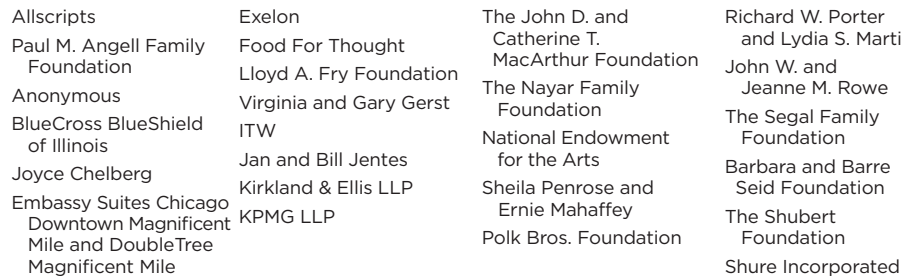 Allscripts
Paul M. Angell Family
Foundation
Anonymous
BlueCross BlueShield
of Illinois
Joyce Chelberg
Embassy Suites Chicago
Downtown Magnificent
Mile and DoubleTree
Magnificent Mile
Exelon
Food For Thought
Lloyd A. Fry Foundation
Virginia and Gary Gerst
ITW
Jan and Bill Jentes
Kirkland & Ellis LLP
KPMG LLP
The John D. and
Catherine T.
MacArthur Foundation
The Nayar Family
Foundation
National Endowment
for the Arts
Sheila Penrose and
Ernie Mahaffey
Polk Bros. Foundation
Richard W. Porter
and Lydia S. Marti
John W. and
Jeanne M. Rowe
The Segal Family
Foundation
Barbara and Barre
Seid Foundation
The Shubert
Foundation
Shure Incorporated